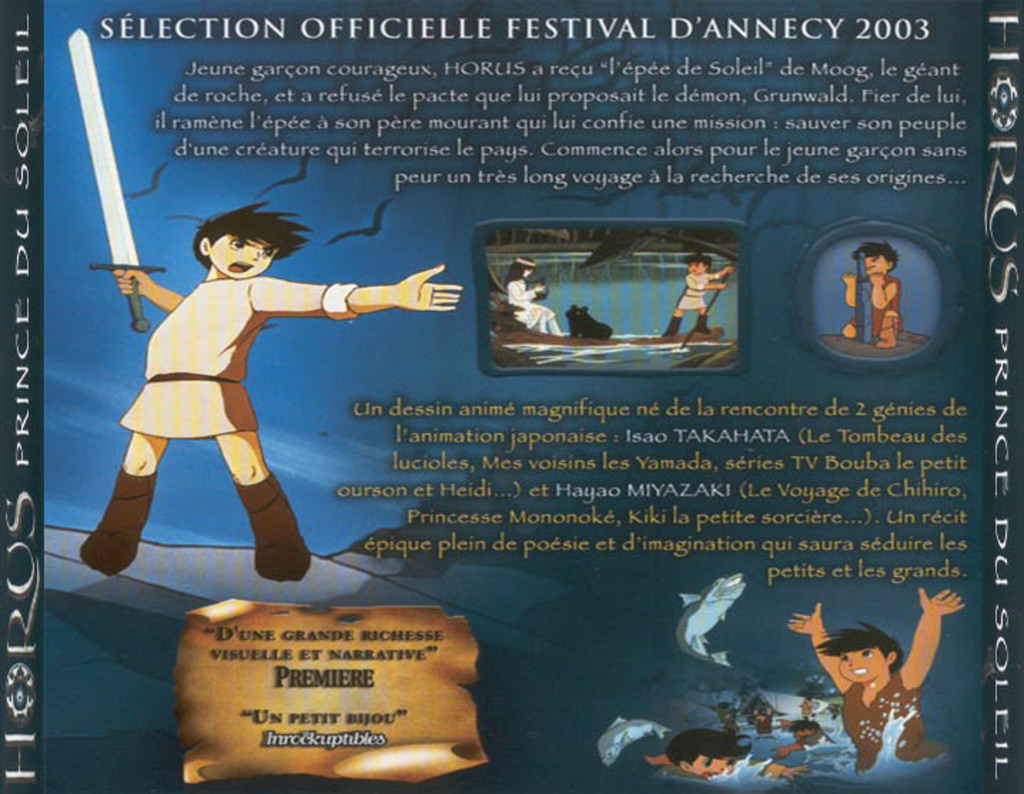 HORUS PRINCE DU SOLEIL
SÉLECTION OFFICIELLE FESTIVAL D'ANNECY 2003
Jeune garçon courageux, HORUS a reçu "l'épée de Soleil" de Moog, le géant
de roche, et a refusé le pacte que lui proposait le démon, Grunwald. Fier de lui,
il ramène l'épée à son père mourant qui lui confie une mission : sauver son peuple
d'une créature qui terrorise le pays. Commence alors pour le jeune garçon sans
peur un très long voyage à la recherche de ses origines...
Un dessin animé magnifique né de la rencontre de 2 génies de
l'animation japonaise : Isao TAKAHATA (Le Tombeau des
lucioles, Mes voisins les Yamada, séries TV Bouba le petit
ourson et Heidi...) et Hayao MIYAZAKI (Le Voyage de Chihiro,
Princesse Mononoké, Kiki la petite sorcière...). Un récit
épique plein de poésie et d'imagination qui saura séduire les
petits et les grands.
"D'UNE GRANDE RICHESSE
VISUELLE ET NARRATIVE"
PREMIERE
"UN PETIT BIJOU"
Inrockuptibles
HORUS PRINCE DU SOLEIL